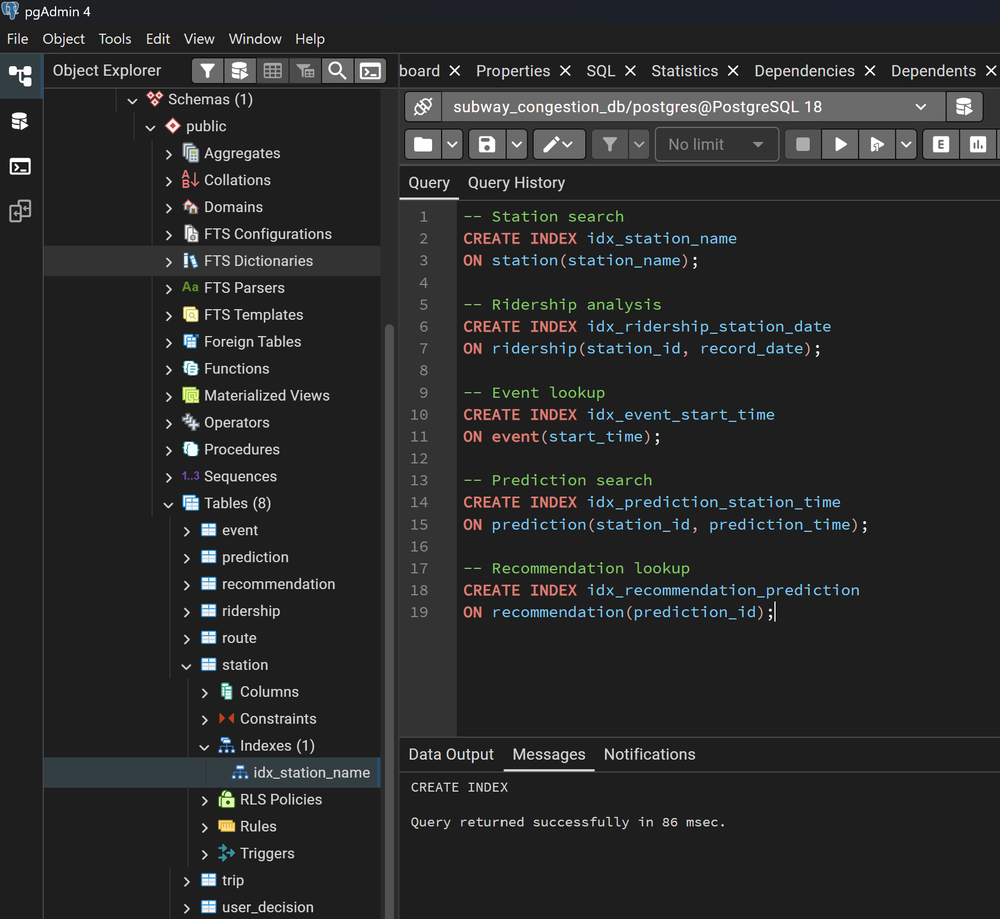 pgAdmin 4
File Object Tools Edit View Window Help
Object Explorer
board Properties SQL Statistics Dependencies Dependents
Schemas (1)
public
Aggregates
Collations
Domains
FTS Configurations
FTS Dictionaries
Aa FTS Parsers
FTS Templates
Foreign Tables
Functions
Materialized Views
Operators
Procedures
1..3 Sequences
Tables (8)
event
prediction
recommendation
ridership
route
station
Columns
Constraints
Indexes (1)
idx_station_name
RLS Policies
Rules
Triggers
trip
user_decision
subway_congestion_db/postgres@PostgreSQL 18
No limit
E
Query Query History
1 -- Station search
2 CREATE INDEX idx_station_name
3 ON station(station_name);
4
5 -- Ridership analysis
6 CREATE INDEX idx_ridership_station_date
7 ON ridership(station_id, record_date);
8
9 -- Event lookup
10 CREATE INDEX idx_event_start_time
11 ON event(start_time);
12
13 -- Prediction search
14 CREATE INDEX idx_prediction_station_time
15 ON prediction(station_id, prediction_time);
16
17 -- Recommendation lookup
18 CREATE INDEX idx_recommendation_prediction
19 ON recommendation(prediction_id);
Data Output Messages Notifications
CREATE INDEX
Query returned successfully in 86 msec.